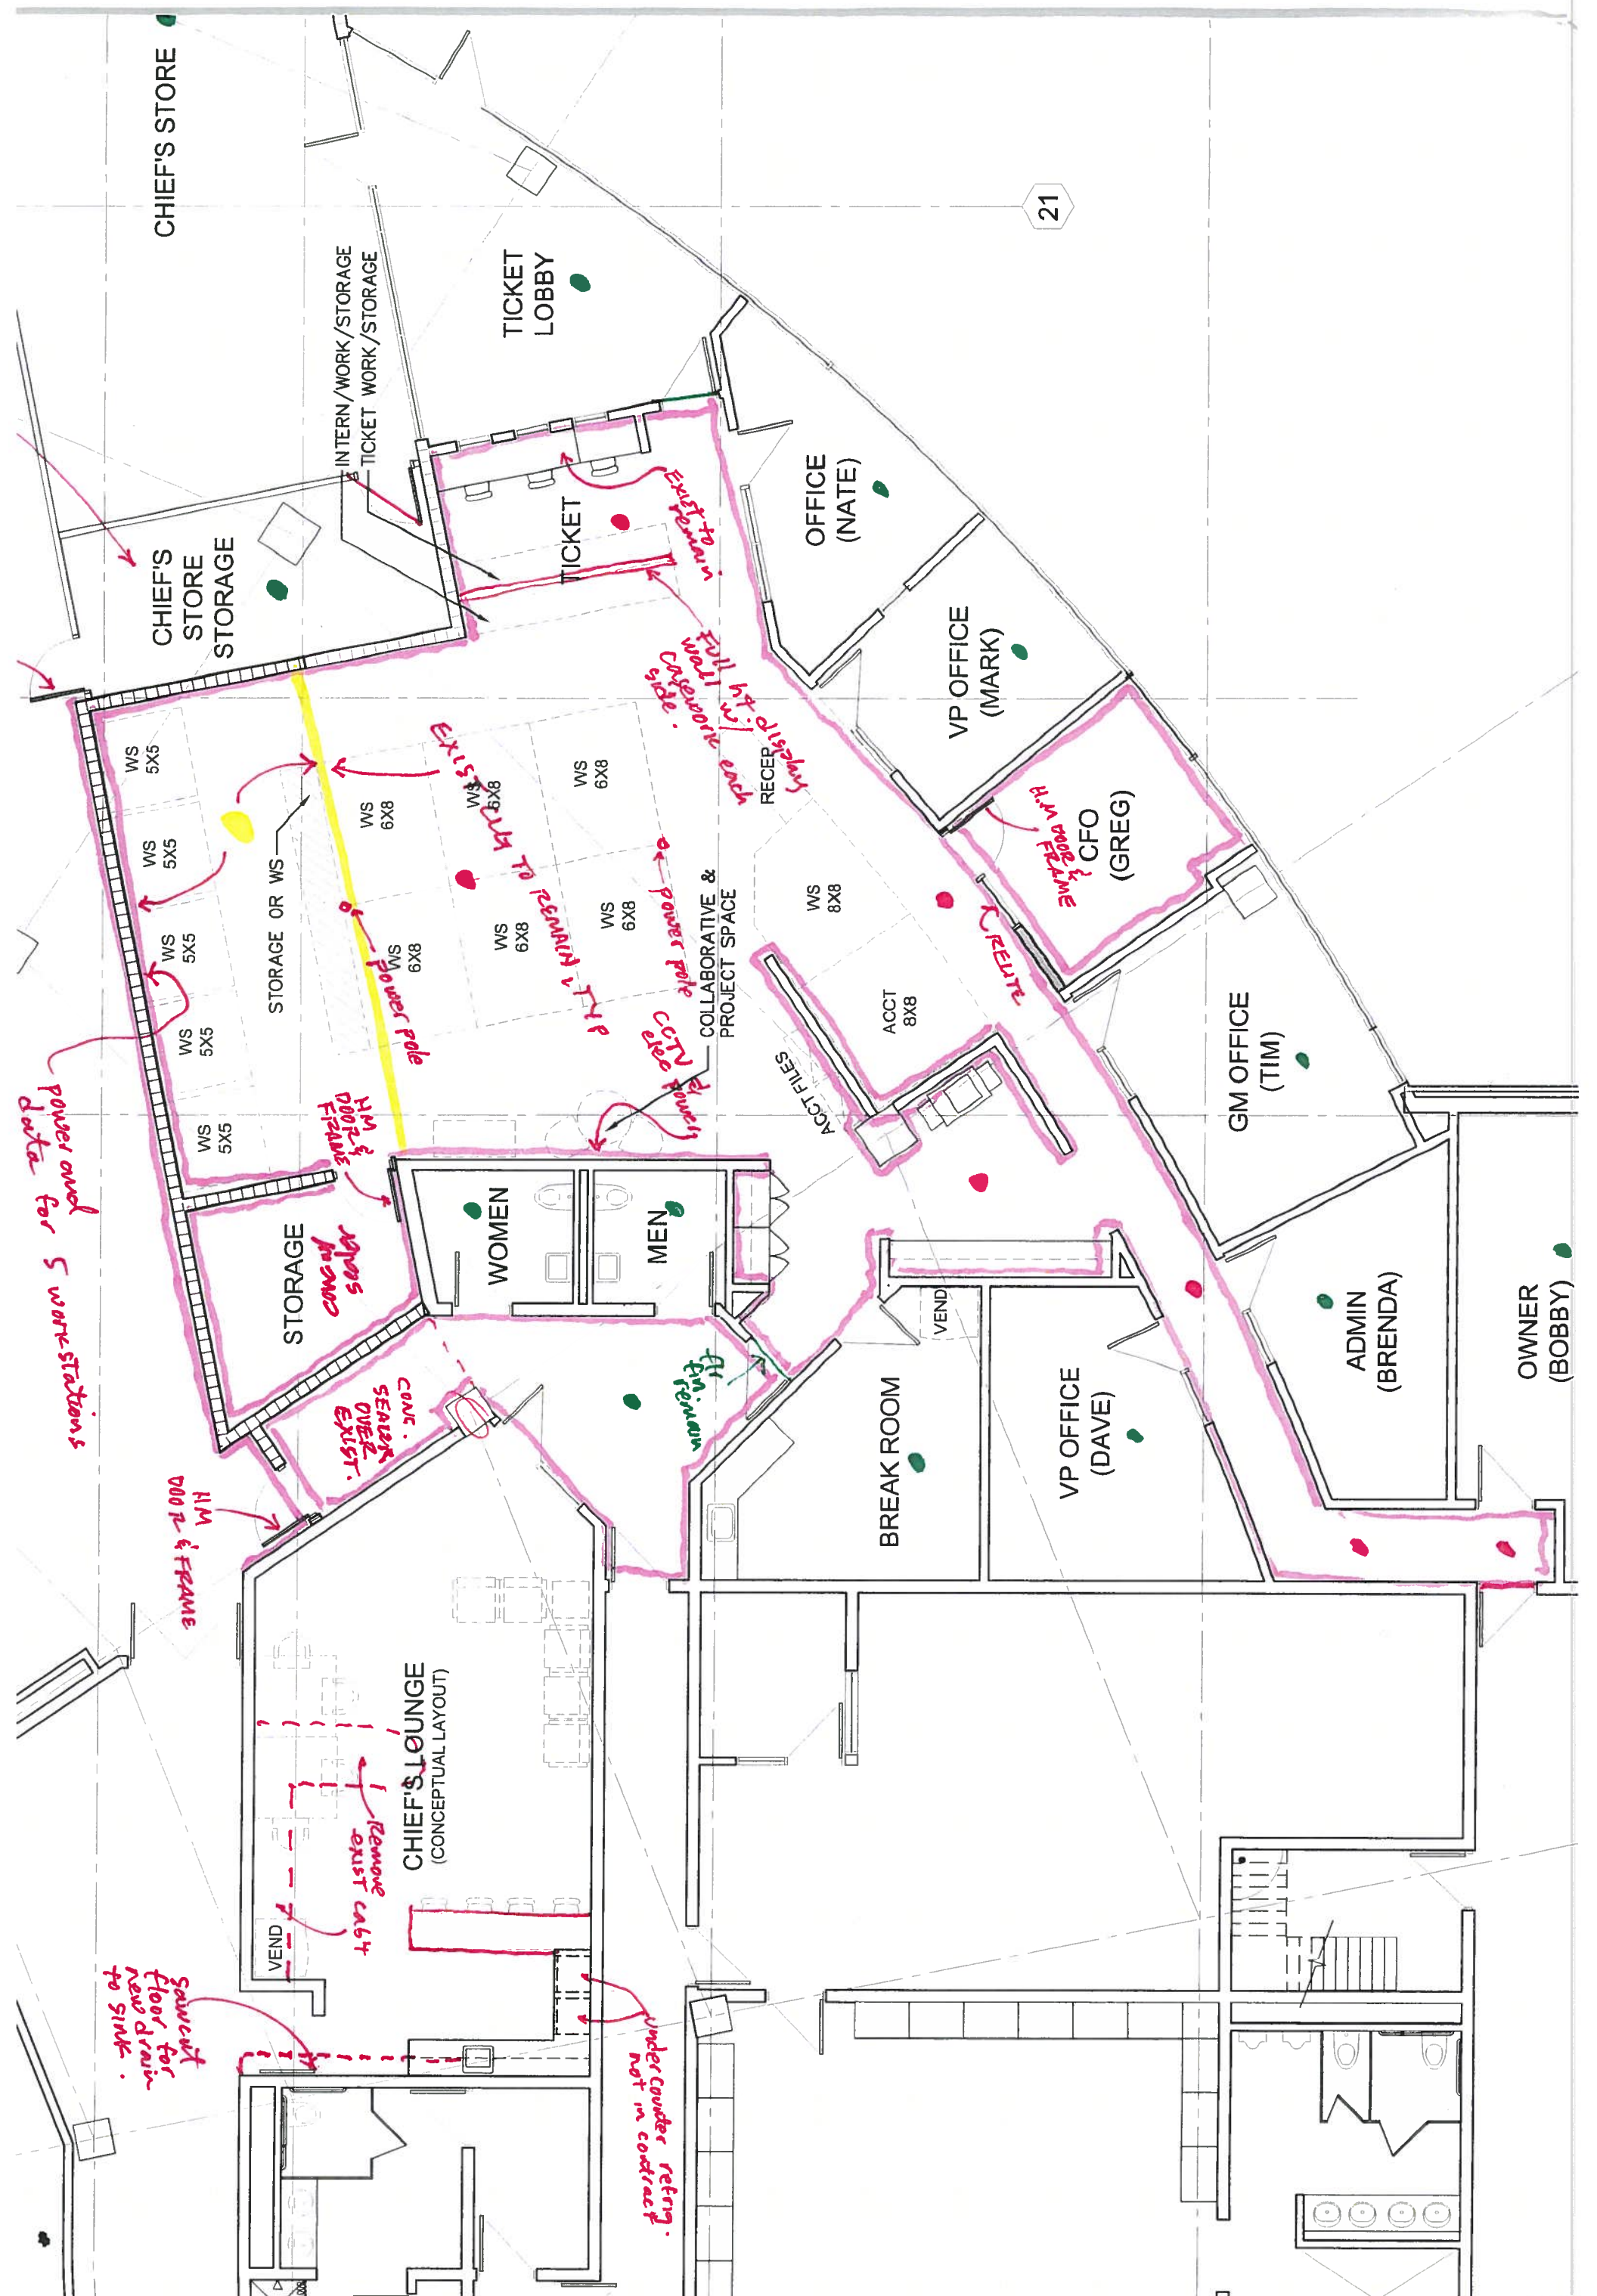 CHIEF'S STORE
INTERN/WORK/STORAGE
TICKET WORK/STORAGE
TICKET
LOBBY
21
CHIEF'S
STORE
STORAGE
TICKET
Exist to
remain
OFFICE
(NATE)
Full ht display
wall w/
casework each
side.
RECEP
VP OFFICE
(MARK)
WS
5X5
WS
5X5
WS
5X5
WS
5X5
WS
5X5
STORAGE OR WS
EXIST CLG TO REMAIN
WS
6X8
WS
6X8
WS
6X8
WS
6X8
WS
6X8
WS
6X8
power pole
power pole
WS
8X8
ACCT
8X8
COLLABORATIVE &
PROJECT SPACE
CCTV &
elec power
ACCT FILES
H.M DOOR &
FRAME
CFO
(GREG)
RELITE
GM OFFICE
(TIM)
power and
data for 5 workstations
HM
DOOR &
FRAME
STORAGE
WOMEN
MEN
CONC.
SEALER
OVER
EXIST.
HM
DOOR & FRAME
remain
VEND
BREAK ROOM
VP OFFICE
(DAVE)
ADMIN
(BRENDA)
OWNER
(BOBBY)
CHIEF'S LOUNGE
(CONCEPTUAL LAYOUT)
Remove
exist cab
VEND
Sawcut
floor for
new drain
to sink.
undercounter refrig.
not in contract